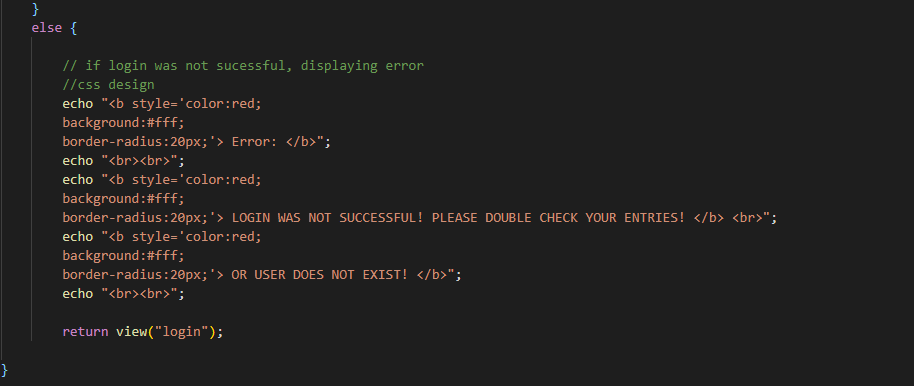 }
else {
// if login was not sucessful, displaying error
//css design
echo "<b style='color:red;
background:#fff;
border-radius:20px;'> Error: </b>";
echo "<br><br>";
echo "<b style='color:red;
background:#fff;
border-radius:20px;'> LOGIN WAS NOT SUCCESSFUL! PLEASE DOUBLE CHECK YOUR ENTRIES! </b> <br>";
echo "<b style='color:red;
background:#fff;
border-radius:20px;'> OR USER DOES NOT EXIST! </b>";
echo "<br><br>";
return view("login");
}